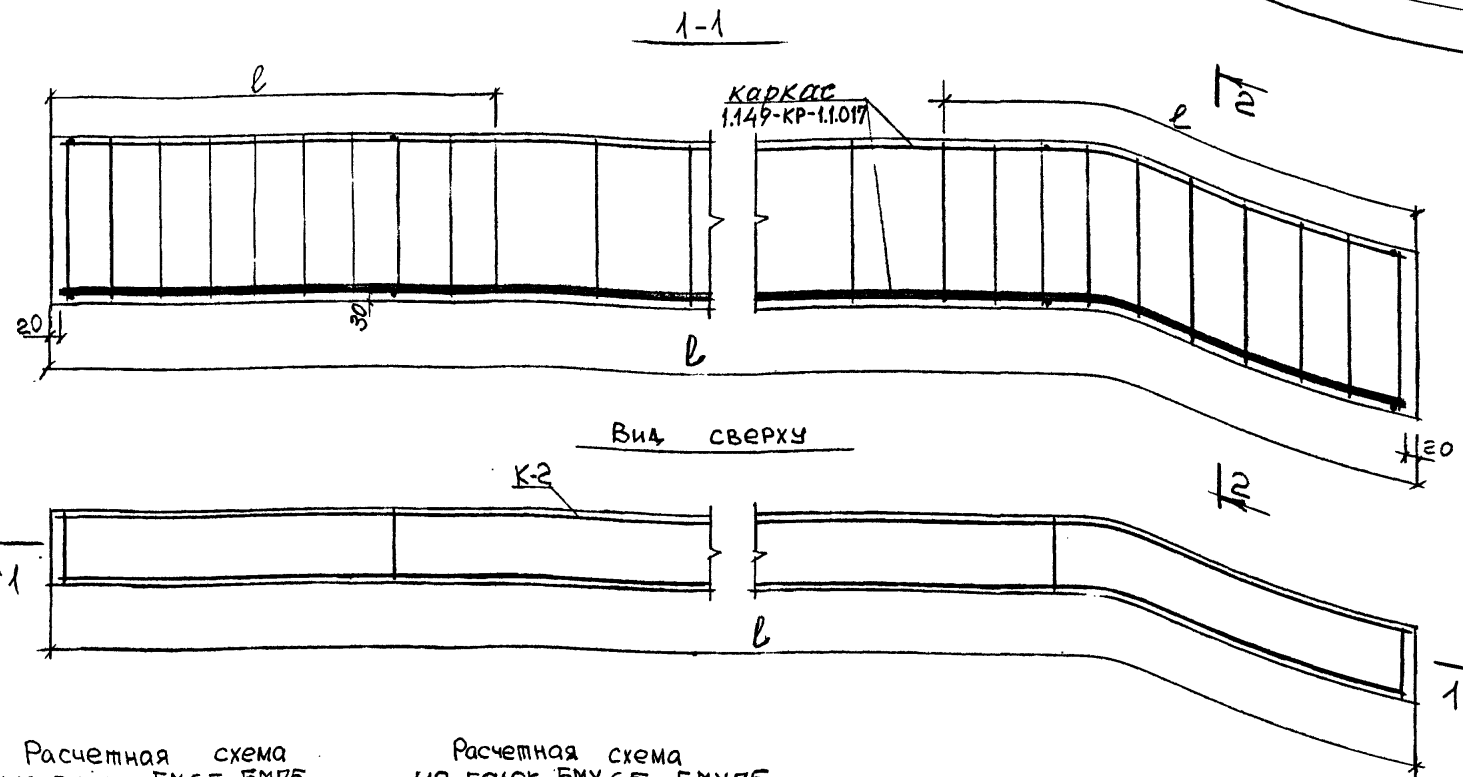 1-1
l
каркас
1.149-КР-1.1.017
l
2
20
30
l
20
Вид сверху
К-2
2
1
l
1
Расчетная схема
Расчетная схема